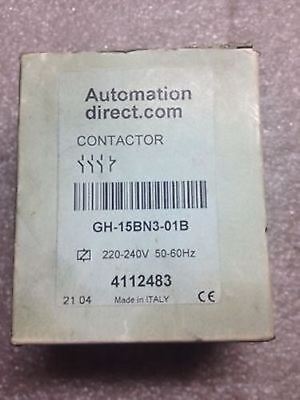 Automation
direct.com
CONTACTOR
GH-15BN3-01B
220-240V 50-60Hz
4112483
21 04 Made in ITALY CE